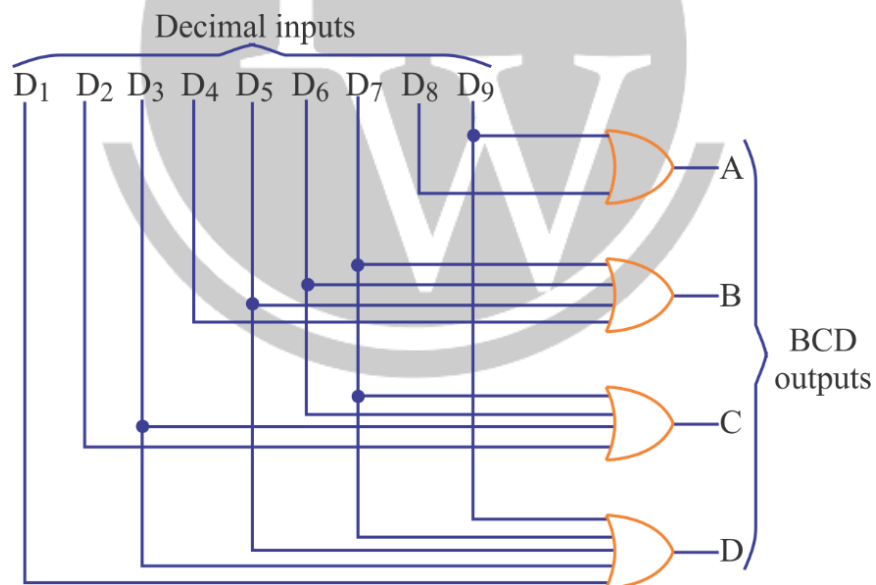 Decimal inputs
D₁ D₂ D₃ D₄ D₅ D₆ D₇ D₈ D₉
A
B
BCD
outputs
C
D
W